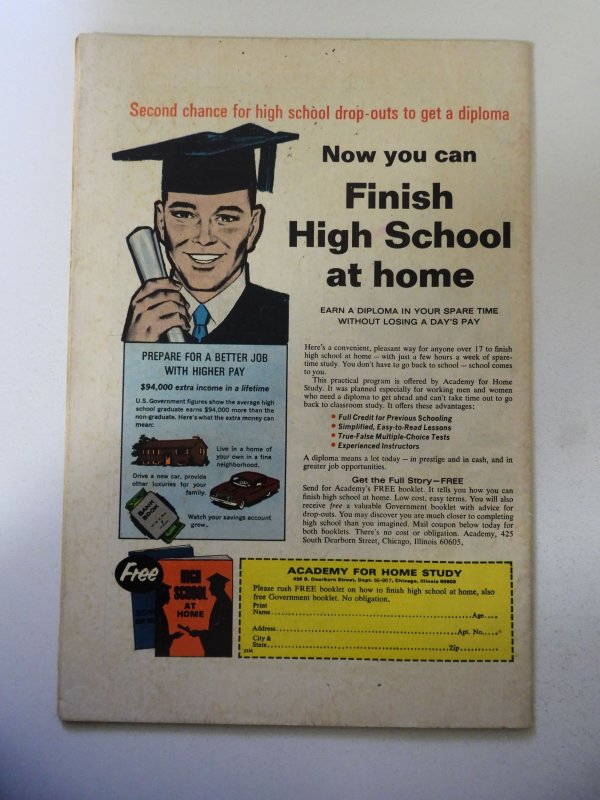 Second chance for high school drop-outs to get a diploma
Now you can
Finish
High School
at home
EARN A DIPLOMA IN YOUR SPARE TIME
WITHOUT LOSING A DAY'S PAY
PREPARE FOR A BETTER JOB
WITH HIGHER PAY
$94,000 extra income in a lifetime
U.S. Government figures show the average high
school graduate earns $94,000 more than the
non-graduate. Here's what the extra money can
mean:
Live in a home of
your own in a fine
neighborhood.
Drive a new car, provide
other luxuries for your
family.
BANK
BOOK
Watch your savings account
grow.
Here's a convenient, pleasant way for anyone over 17 to finish
high school at home — with just a few hours a week of spare-
time study. You don't have to go back to school — school comes
to you.
This practical program is offered by Academy for Home
Study. It was planned especially for working men and women
who need a diploma to get ahead and can't take time out to go
back to classroom study. It offers these advantages:
• Full Credit for Previous Schooling
• Simplified, Easy-to-Read Lessons
• True-False Multiple-Choice Tests
• Experienced Instructors
A diploma means a lot today — in prestige and in cash, and in
greater job opportunities.
Get the Full Story—FREE
Send for Academy's FREE booklet. It tells you how you can
finish high school at home. Low cost, easy terms. You will also
receive free a valuable Government booklet with advice for
drop-outs. You may discover you are much closer to completing
high school than you imagined. Mail coupon below today for
both booklets. There's no cost or obligation. Academy, 425
South Dearborn Street, Chicago, Illinois 60605.
Free
HIGH
SCHOOL
AT
HOME
ACADEMY FOR HOME STUDY
Dearborn Street, Dept. Chicago, Illinois 60605
Please rush FREE booklet on how to finish high school at home, also
free Government booklet. No obligation.
Print
Name Age
Address Apt. No.
City &
State Zip